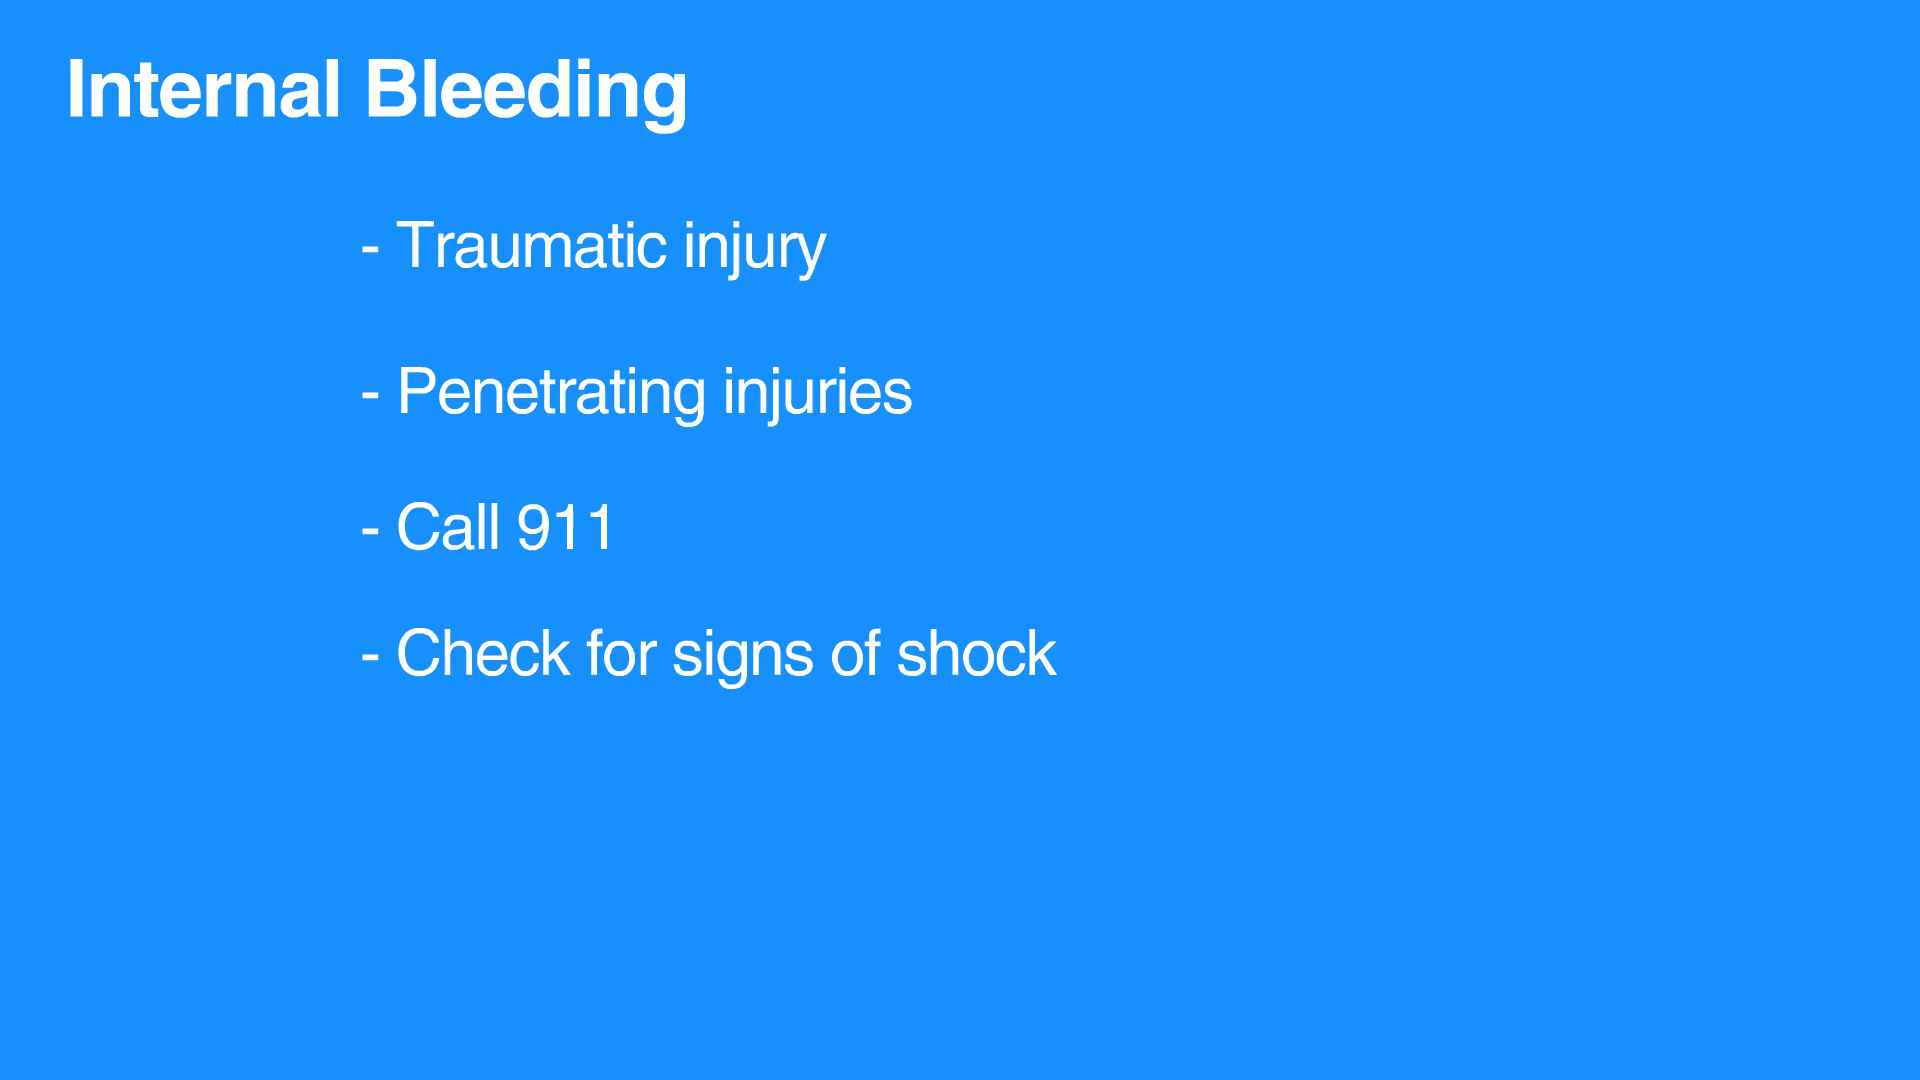 Internal Bleeding
- Traumatic injury
- Penetrating injuries
- Call 911
- Check for signs of shock